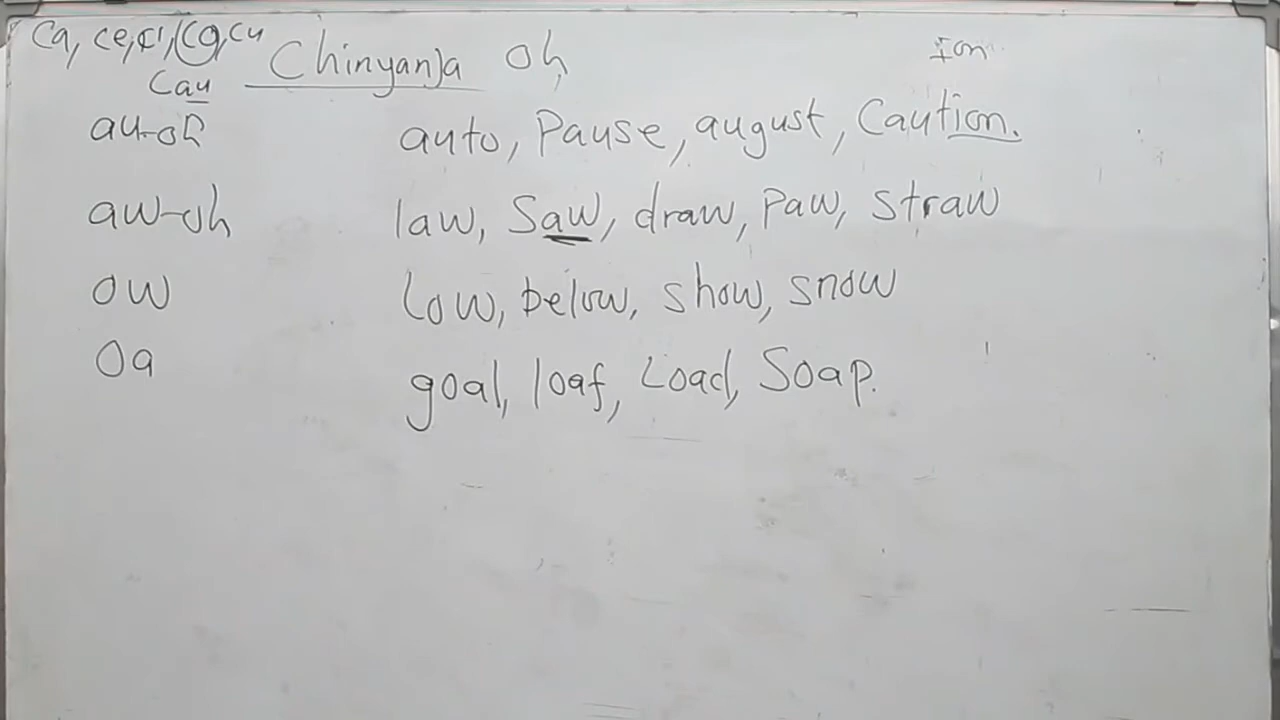 Ca, ce, ci, co, cu Chinyanja oh, ion
Cau
au-oh auto, Pause, august, Caution.
aw-oh law, Saw, draw, paw, straw
ow Low, below, show, snow
Oa goal, loaf, Load, Soap.